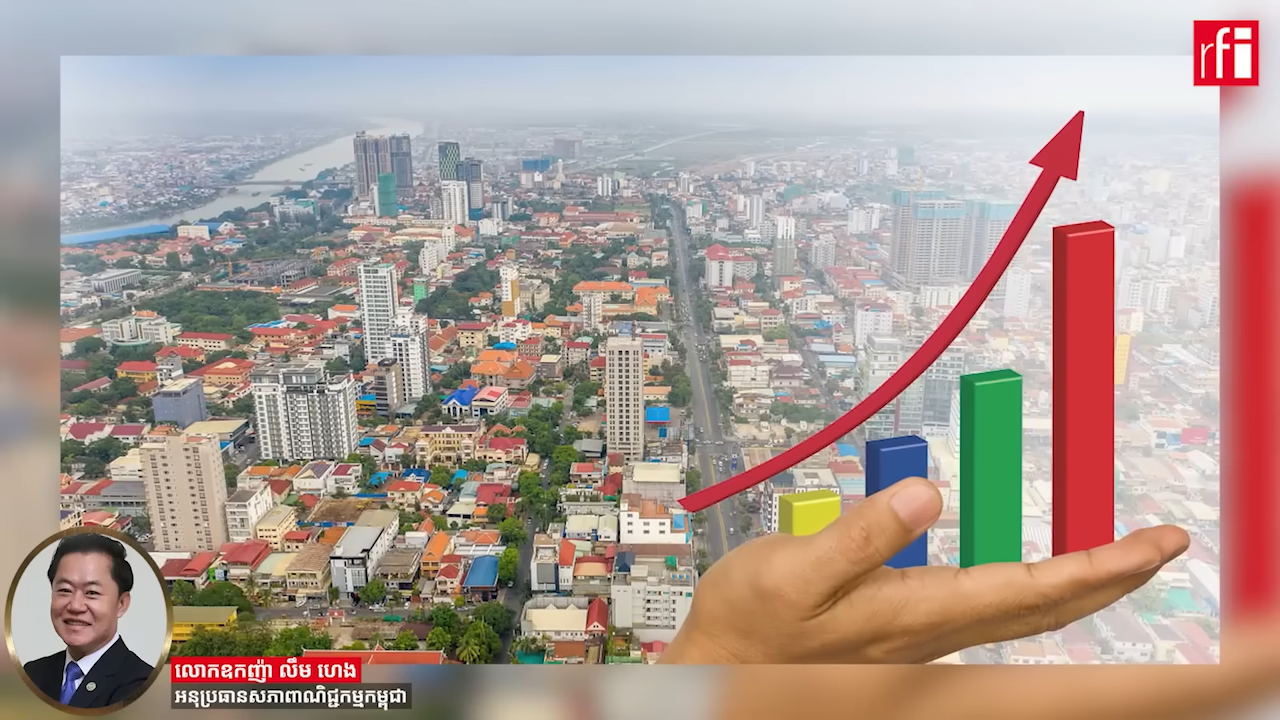 rfi
លោកឧកញ៉ា លឹម ហេង
អនុប្រធានសភាពាណិជ្ជកម្មកម្ពុជា